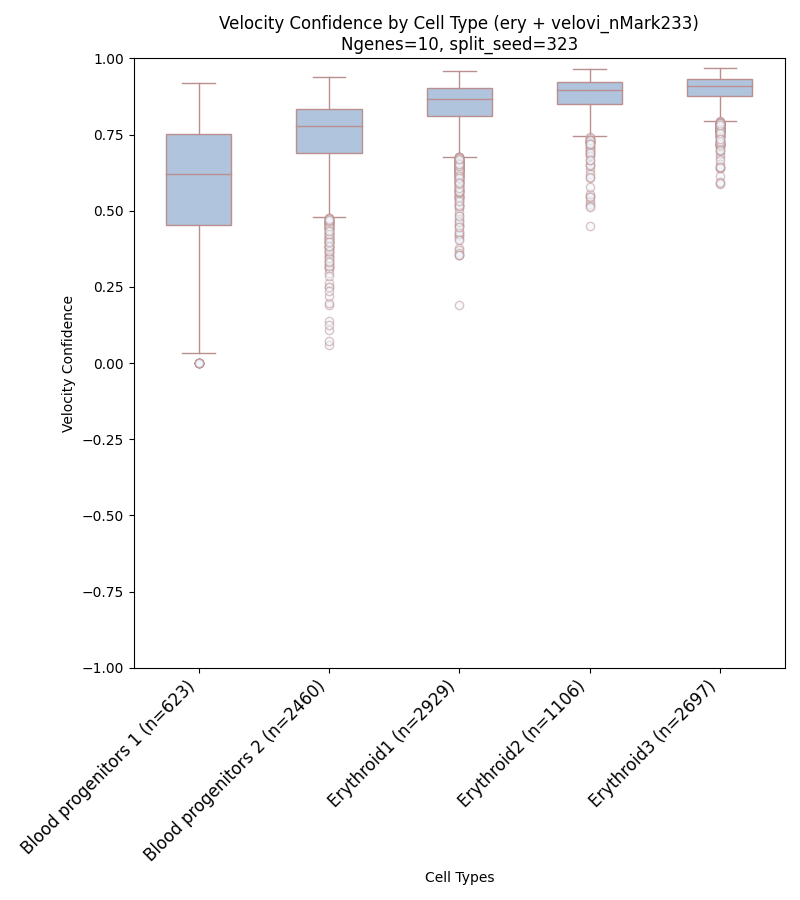 Velocity Confidence by Cell Type (ery + velovi_nMark233)
Ngenes=10, split_seed=323
Velocity Confidence
1.00
0.75
0.50
0.25
0.00
−0.25
−0.50
−0.75
−1.00
Blood progenitors 1 (n=623)
Blood progenitors 2 (n=2460)
Erythroid1 (n=2929)
Erythroid2 (n=1106)
Erythroid3 (n=2697)
Cell Types